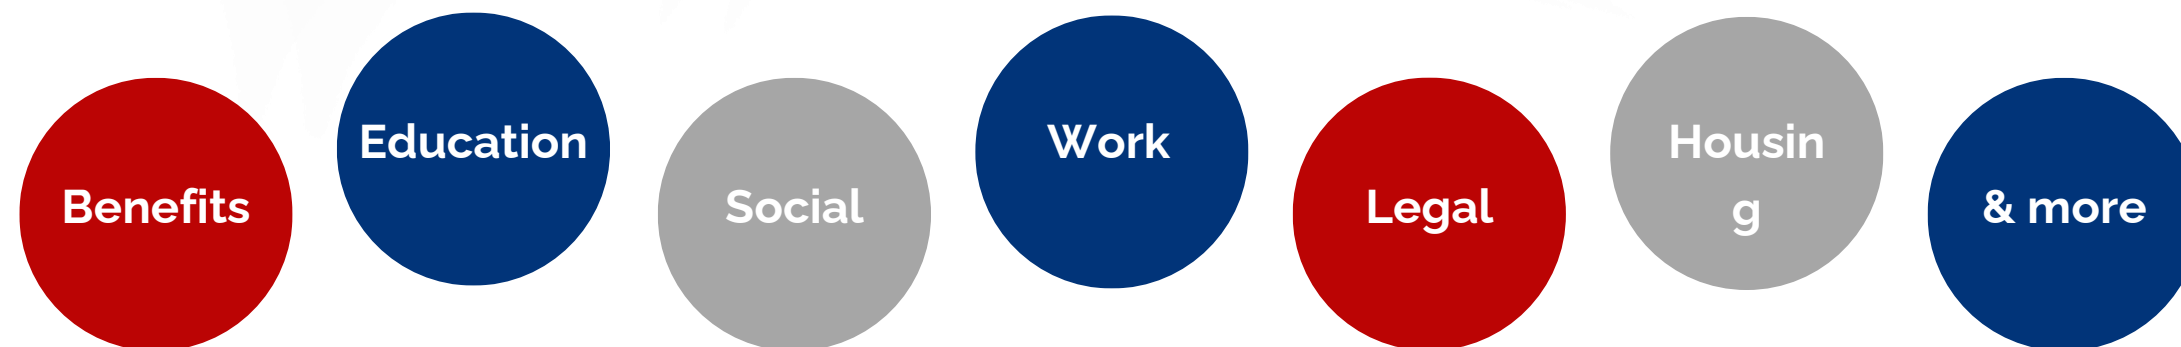 Benefits
Education
Social
Work
Legal
Housin
g
& more